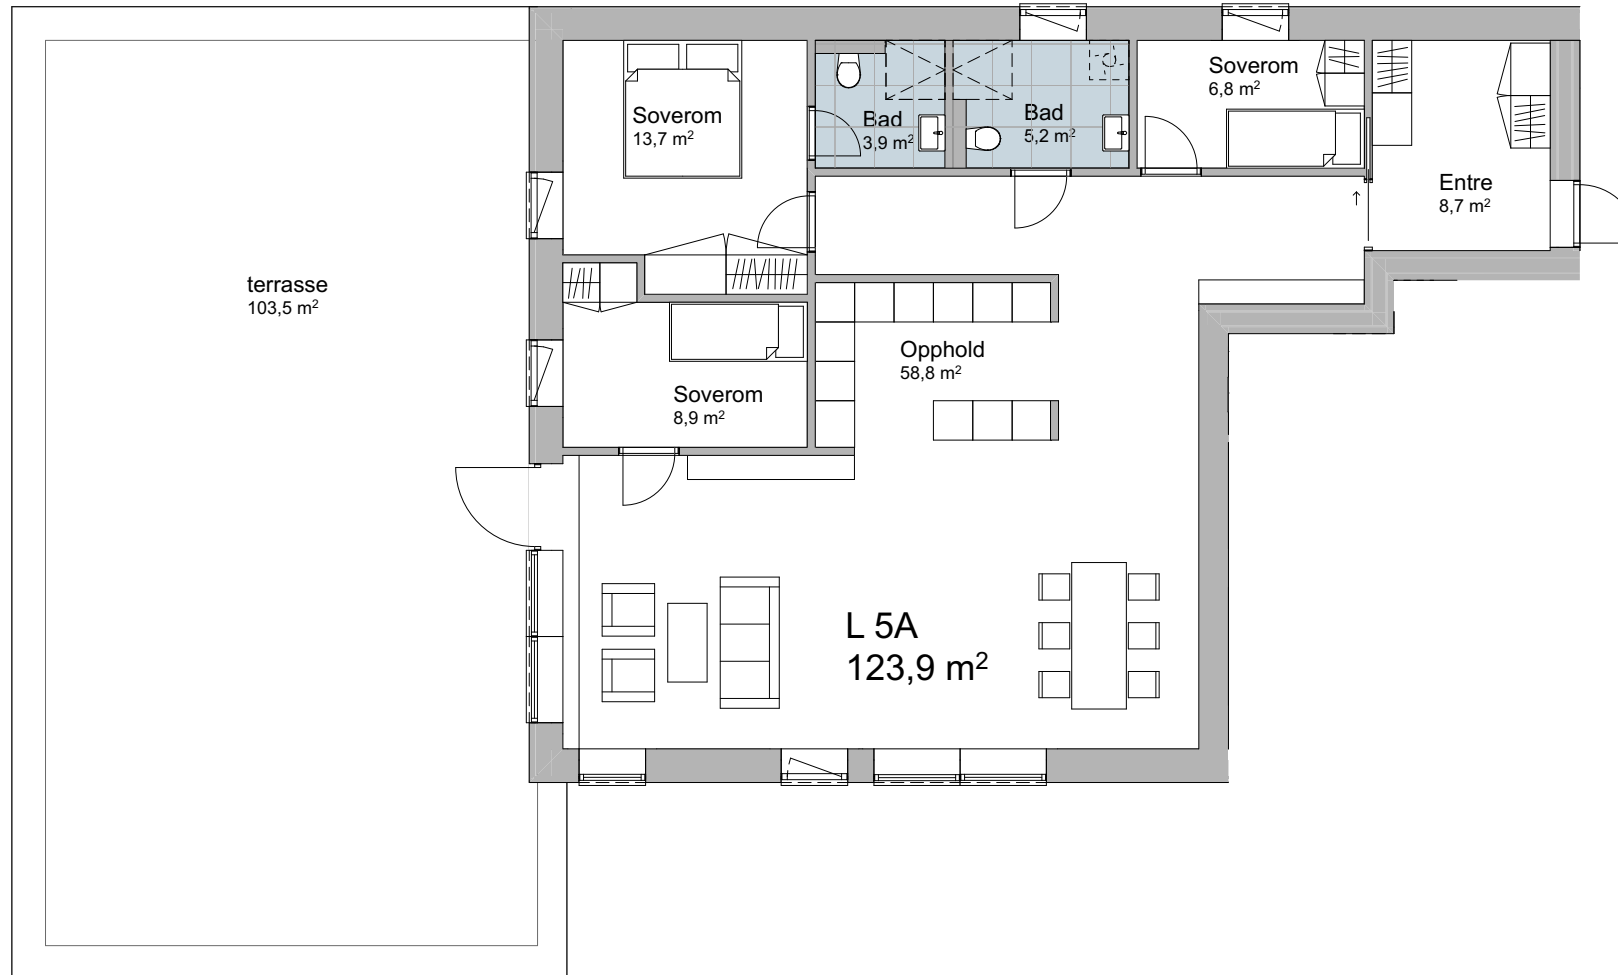 Soverom
13,7 m²
Bad
3,9 m²
Bad
5,2 m²
Soverom
6,8 m²
Entre
8,7 m²
terrasse
103,5 m²
Opphold
58,8 m²
Soverom
8,9 m²
L 5A
123,9 m²